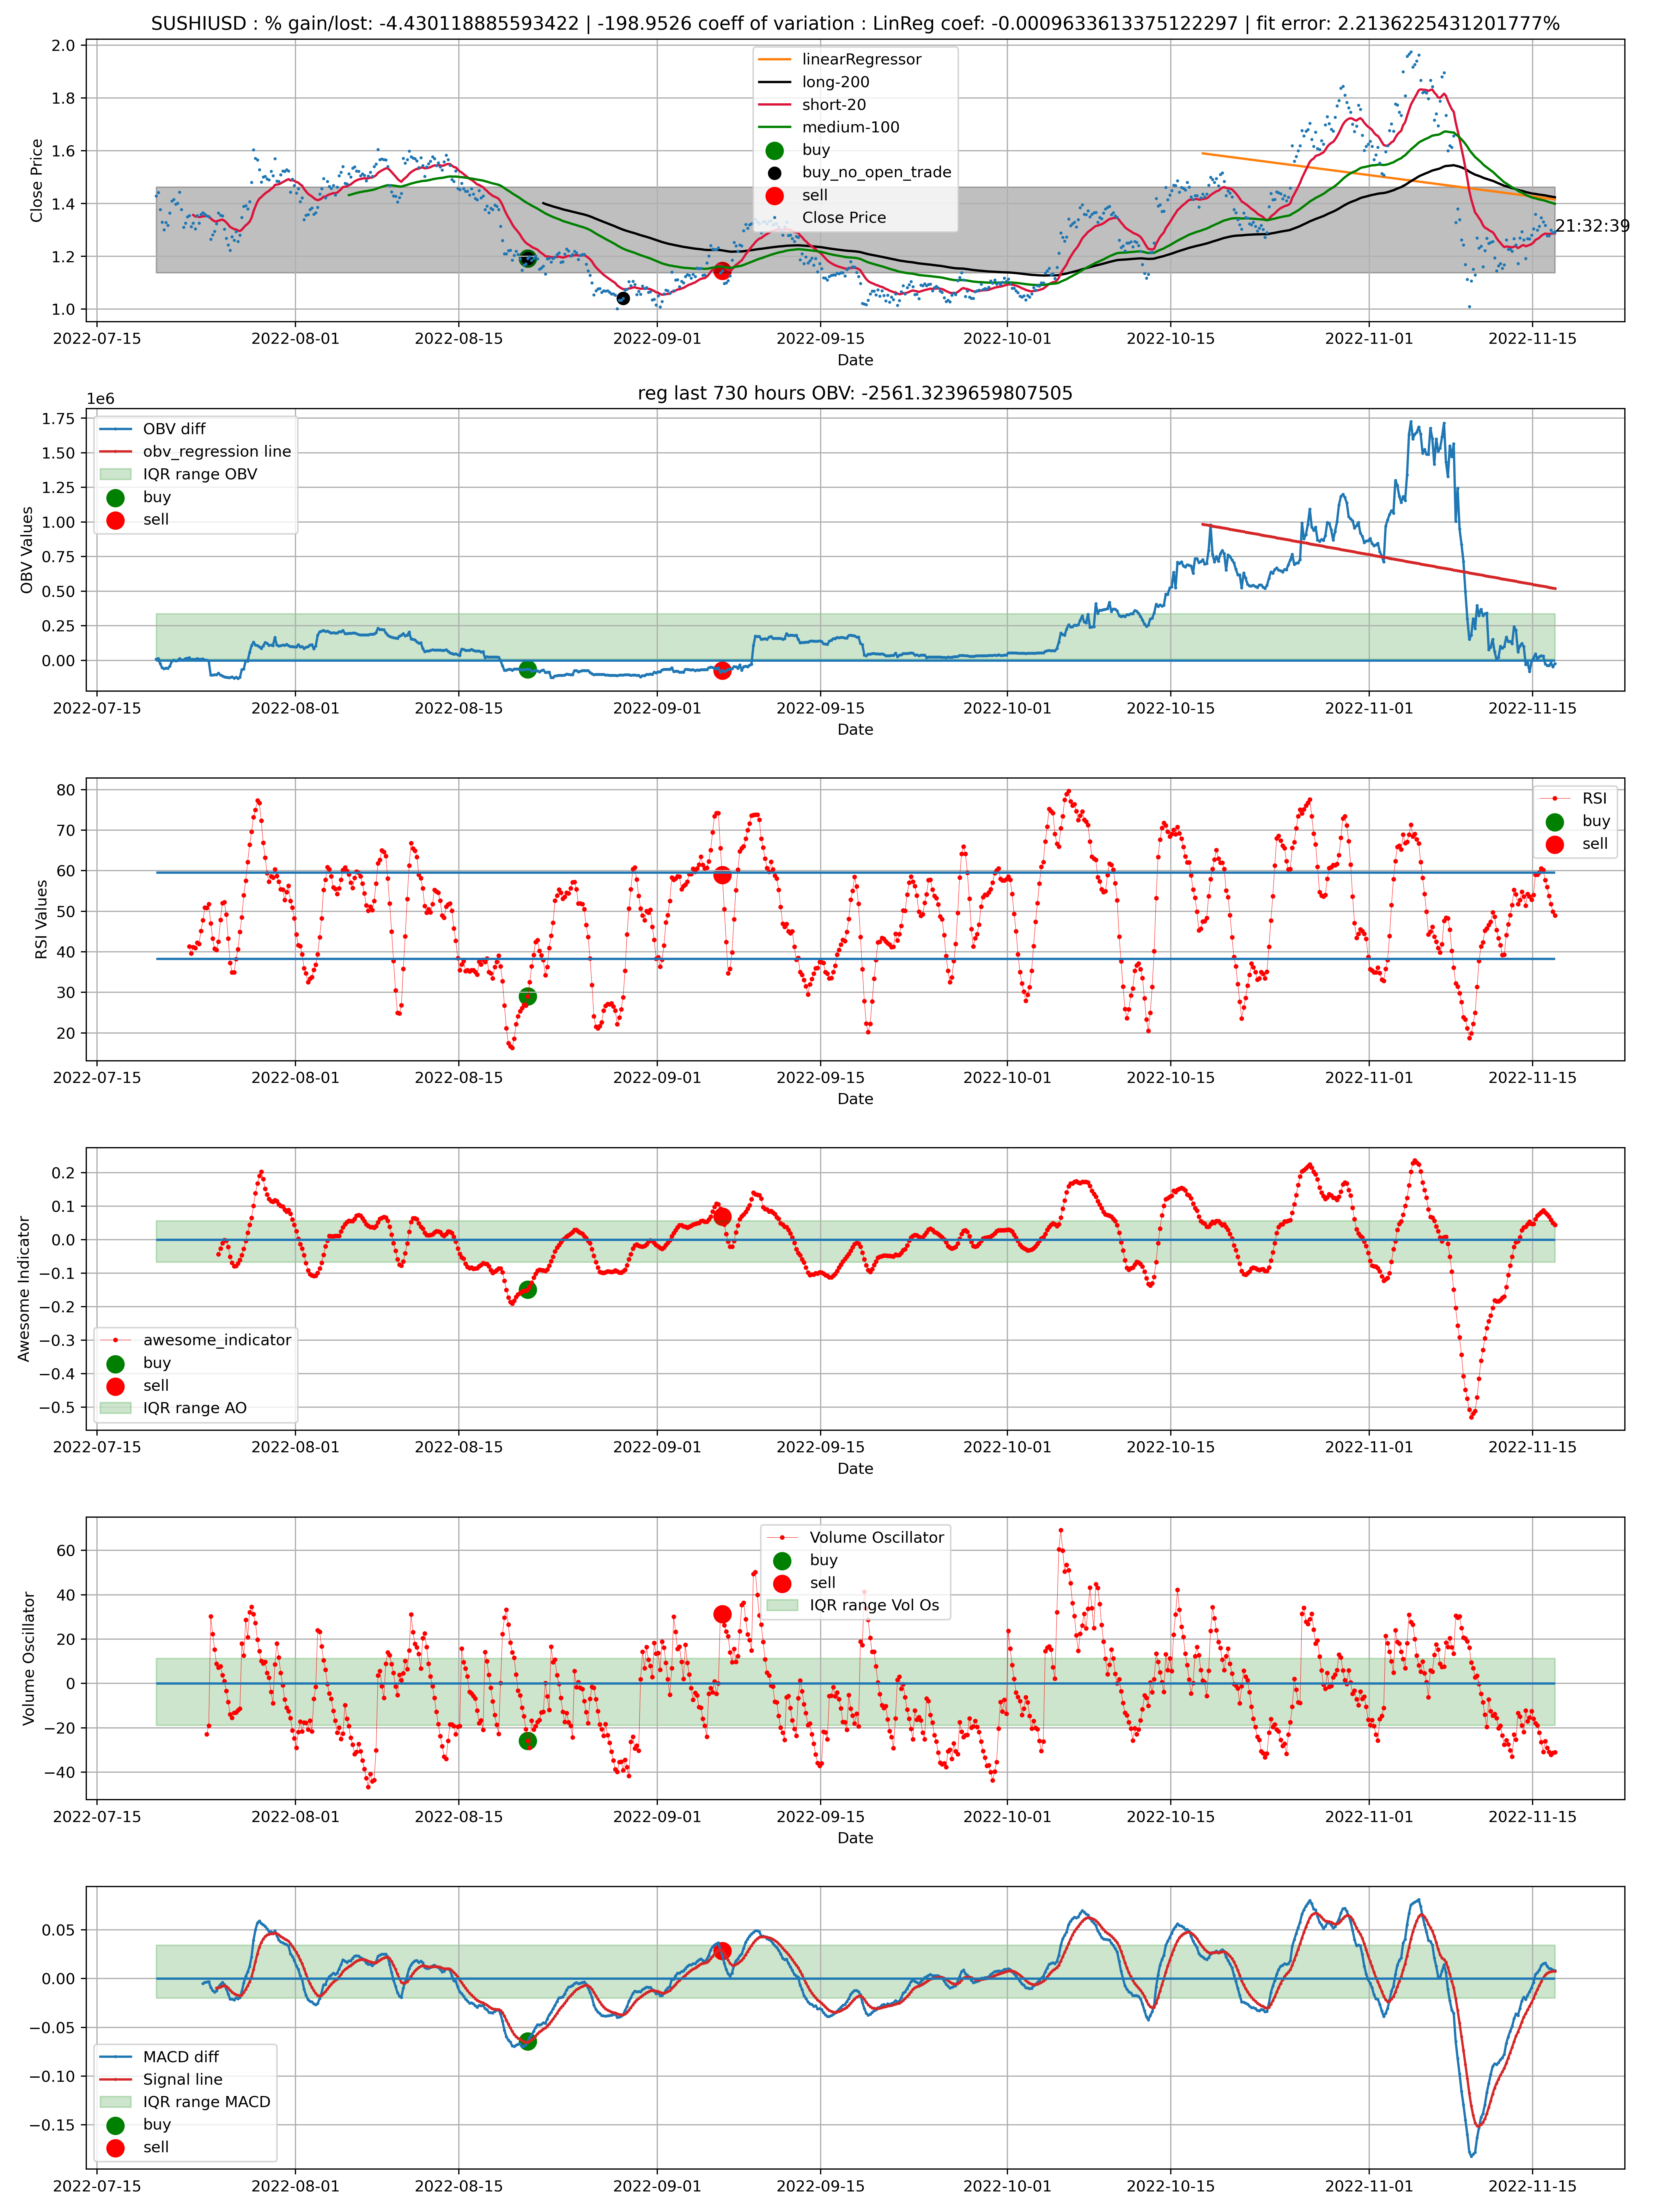 SUSHIUSD : % gain/lost: -4.430118885593422 | -198.9526 coeff of variation : LinReg coef: -0.0009633613375122297 | fit error: 2.2136225431201777%
2.0
1.8
1.6
1.4
1.2
1.0
Close Price
linearRegressor
long-200
short-20
medium-100
buy
buy_no_open_trade
sell
Close Price
21:32:39
2022-07-15 2022-08-01 2022-08-15 2022-09-01 2022-09-15 2022-10-01 2022-10-15 2022-11-01 2022-11-15
Date
reg last 730 hours OBV: -2561.3239659807505
1e6
1.75
1.50
1.25
1.00
0.75
0.50
0.25
0.00
OBV Values
OBV diff
obv_regression line
IQR range OBV
buy
sell
2022-07-15 2022-08-01 2022-08-15 2022-09-01 2022-09-15 2022-10-01 2022-10-15 2022-11-01 2022-11-15
Date
80
70
60
50
40
30
20
RSI Values
RSI
buy
sell
2022-07-15 2022-08-01 2022-08-15 2022-09-01 2022-09-15 2022-10-01 2022-10-15 2022-11-01 2022-11-15
Date
0.2
0.1
0.0
−0.1
−0.2
−0.3
−0.4
−0.5
Awesome Indicator
awesome_indicator
buy
sell
IQR range AO
2022-07-15 2022-08-01 2022-08-15 2022-09-01 2022-09-15 2022-10-01 2022-10-15 2022-11-01 2022-11-15
Date
60
40
20
0
−20
−40
Volume Oscillator
Volume Oscillator
buy
sell
IQR range Vol Os
2022-07-15 2022-08-01 2022-08-15 2022-09-01 2022-09-15 2022-10-01 2022-10-15 2022-11-01 2022-11-15
Date
0.05
0.00
−0.05
−0.10
−0.15
MACD diff
Signal line
IQR range MACD
buy
sell
2022-07-15 2022-08-01 2022-08-15 2022-09-01 2022-09-15 2022-10-01 2022-10-15 2022-11-01 2022-11-15